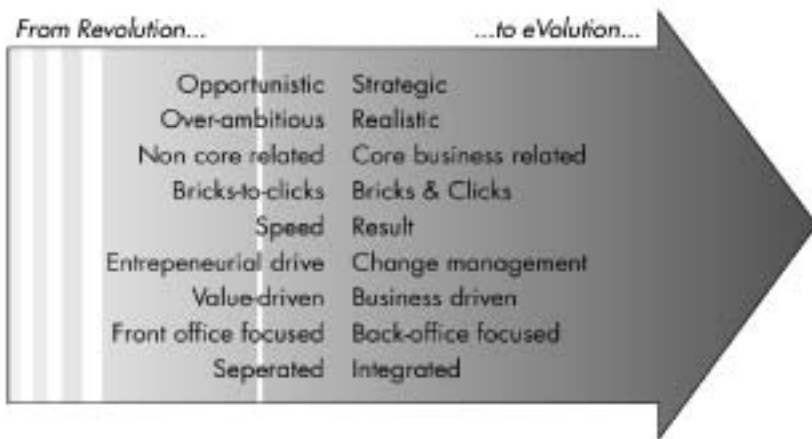 From Revolution... ...to eVolution...
Opportunistic Strategic
Over-ambitious Realistic
Non core related Core business related
Bricks-to-clicks Bricks & Clicks
Speed Result
Entrepeneurial drive Change management
Value-driven Business driven
Front office focused Back-office focused
Seperated Integrated